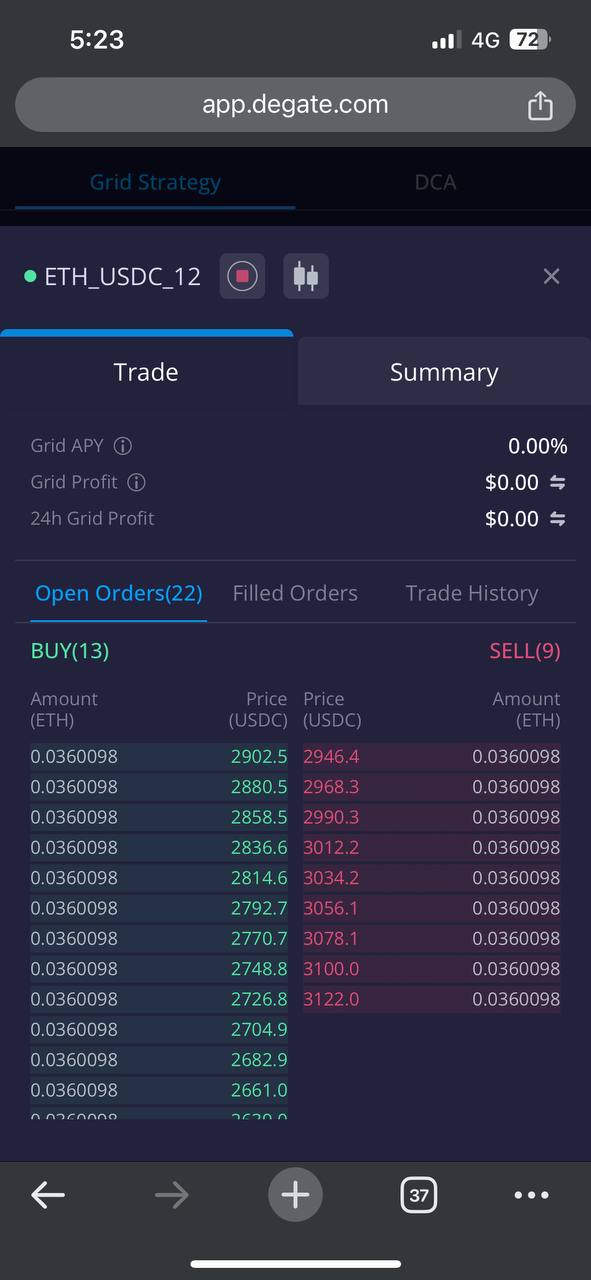 5:23 4G 72
app.degate.com
Grid Strategy DCA
ETH_USDC_12
Trade Summary
Grid APY 0.00%
Grid Profit $0.00
24h Grid Profit $0.00
Open Orders(22) Filled Orders Trade History
BUY(13) SELL(9)
Amount Price Price Amount
(ETH) (USDC) (USDC) (ETH)
0.0360098 2902.5 2946.4 0.0360098
0.0360098 2880.5 2968.3 0.0360098
0.0360098 2858.5 2990.3 0.0360098
0.0360098 2836.6 3012.2 0.0360098
0.0360098 2814.6 3034.2 0.0360098
0.0360098 2792.7 3056.1 0.0360098
0.0360098 2770.7 3078.1 0.0360098
0.0360098 2748.8 3100.0 0.0360098
0.0360098 2726.8 3122.0 0.0360098
0.0360098 2704.9
0.0360098 2682.9
0.0360098 2661.0
37